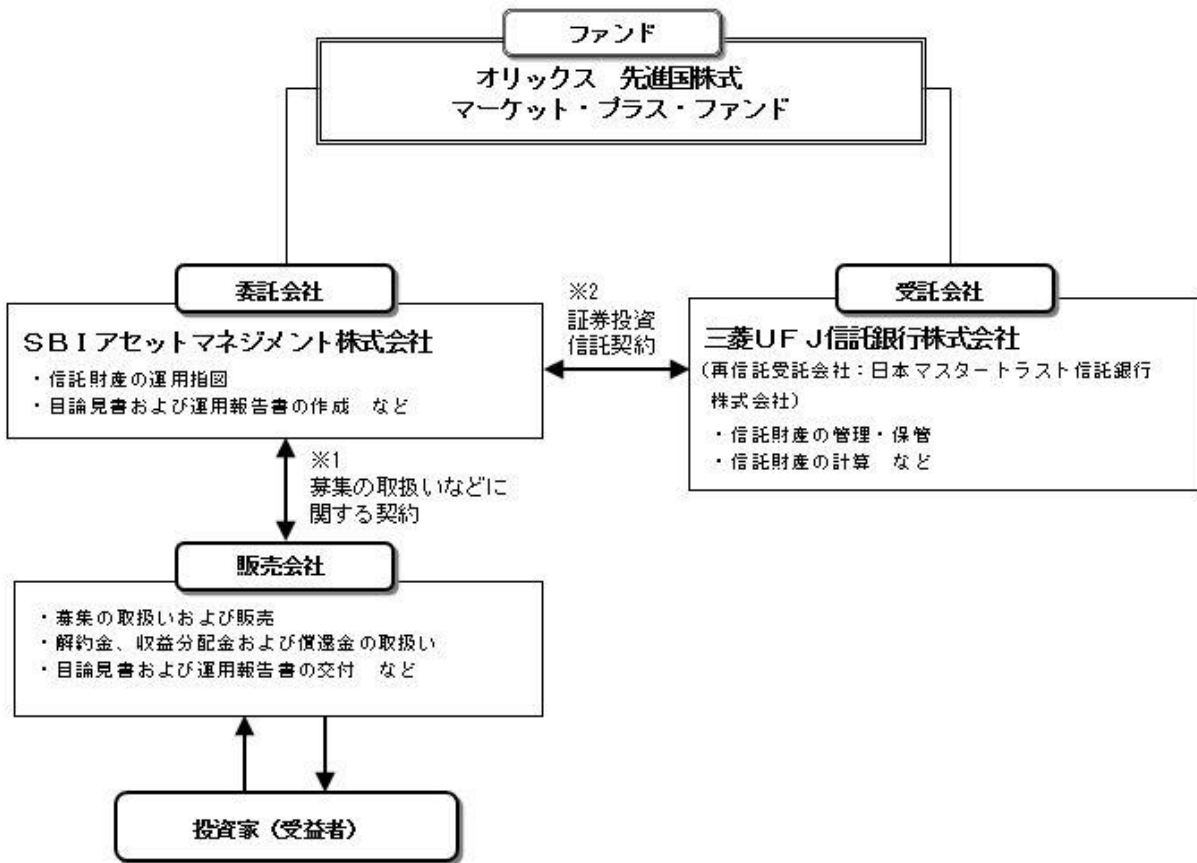 ファンド
オリックス　先進国株式
マーケット・プラス・ファンド
委託会社
ＳＢＩアセットマネジメント株式会社
・信託財産の運用指図
・目論見書および運用報告書の作成　など
※2
証券投資
信託契約
受託会社
三菱ＵＦＪ信託銀行株式会社
（再信託受託会社：日本マスタートラスト信託銀行
株式会社）
・信託財産の管理・保管
・信託財産の計算　など
※1
募集の取扱いなどに
関する契約
販売会社
・募集の取扱いおよび販売
・解約金、収益分配金および償還金の取扱い
・目論見書および運用報告書の交付　など
投資家（受益者）